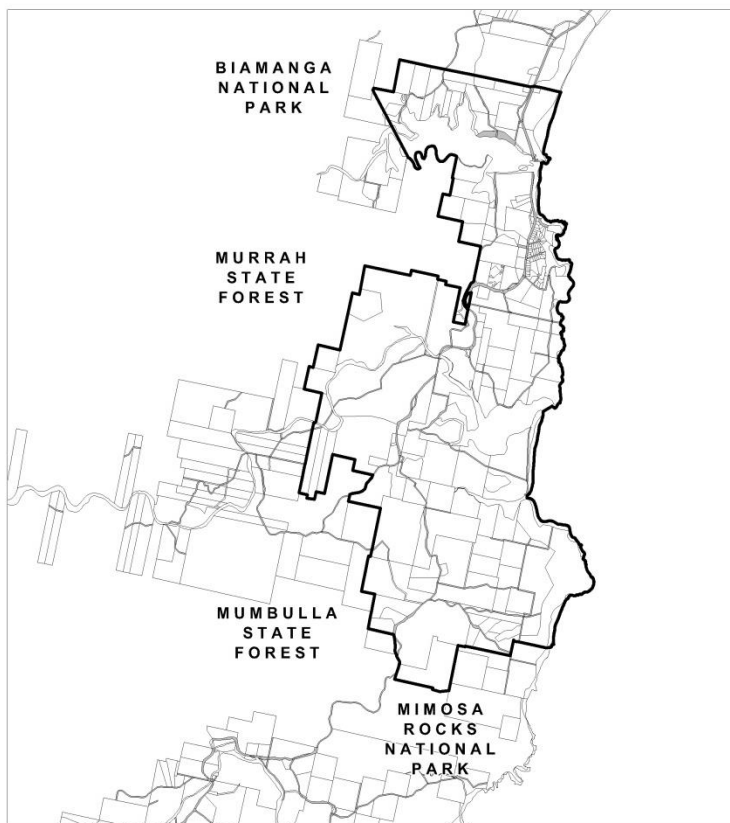 BIAMANGA
NATIONAL
PARK
MURRAH
STATE
FOREST
MUMBULLA
STATE
FOREST
MIMOSA
ROCKS
NATIONAL
PARK